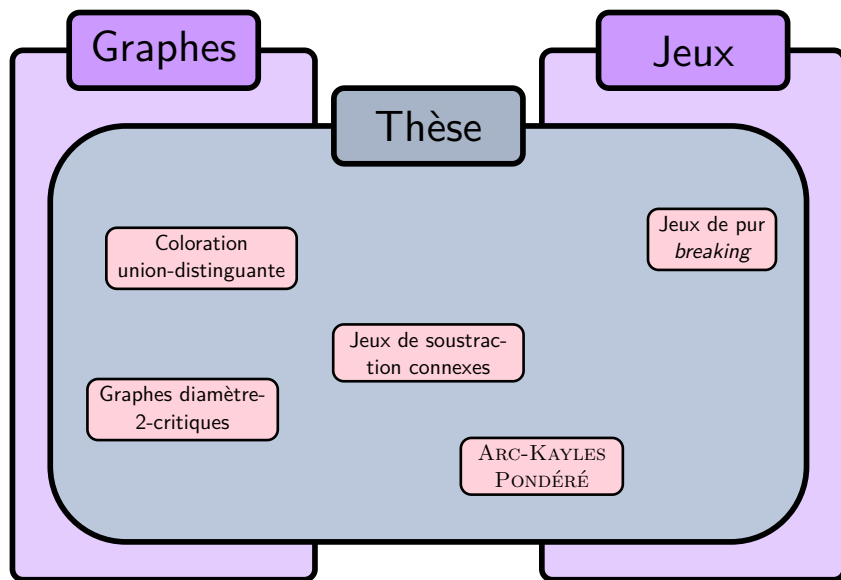 Graphes
Jeux
Thèse
Jeux de pur
breaking
Coloration
union-distinguante
Jeux de soustrac-
tion connexes
Graphes diamètre-
2-critiques
ARC-KAYLES
PONDÉRÉ